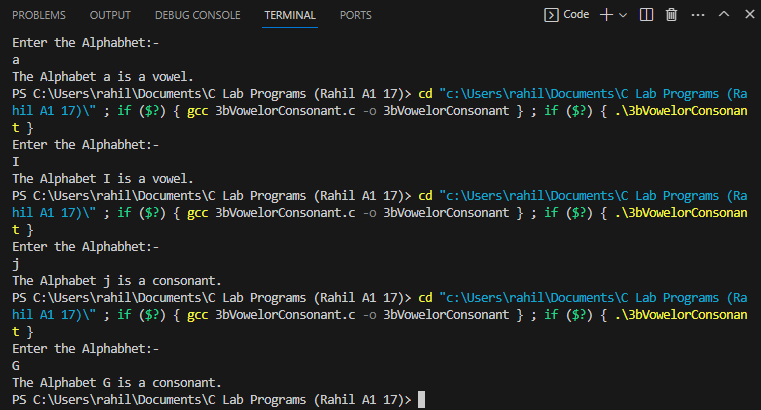 PROBLEMS OUTPUT DEBUG CONSOLE TERMINAL PORTS Code
Enter the Alphabhet:-
a
The Alphabet a is a vowel.
PS C:\Users\rahil\Documents\C Lab Programs (Rahil A1 17)> cd "c:\Users\rahil\Documents\C Lab Programs (Ra
hil A1 17)\" ; if ($?) { gcc 3bVowelorConsonant.c -o 3bVowelorConsonant } ; if ($?) { .\3bVowelorConsonan
t }
Enter the Alphabhet:-
I
The Alphabet I is a vowel.
PS C:\Users\rahil\Documents\C Lab Programs (Rahil A1 17)> cd "c:\Users\rahil\Documents\C Lab Programs (Ra
hil A1 17)\" ; if ($?) { gcc 3bVowelorConsonant.c -o 3bVowelorConsonant } ; if ($?) { .\3bVowelorConsonan
t }
Enter the Alphabhet:-
j
The Alphabet j is a consonant.
PS C:\Users\rahil\Documents\C Lab Programs (Rahil A1 17)> cd "c:\Users\rahil\Documents\C Lab Programs (Ra
hil A1 17)\" ; if ($?) { gcc 3bVowelorConsonant.c -o 3bVowelorConsonant } ; if ($?) { .\3bVowelorConsonan
t }
Enter the Alphabhet:-
G
The Alphabet G is a consonant.
PS C:\Users\rahil\Documents\C Lab Programs (Rahil A1 17)>